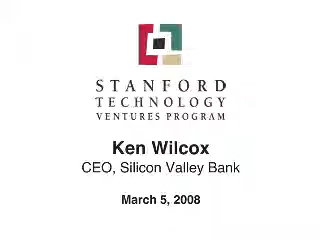 STANFORD
TECHNOLOGY
VENTURES PROGRAM
Ken Wilcox
CEO, Silicon Valley Bank
March 5, 2008